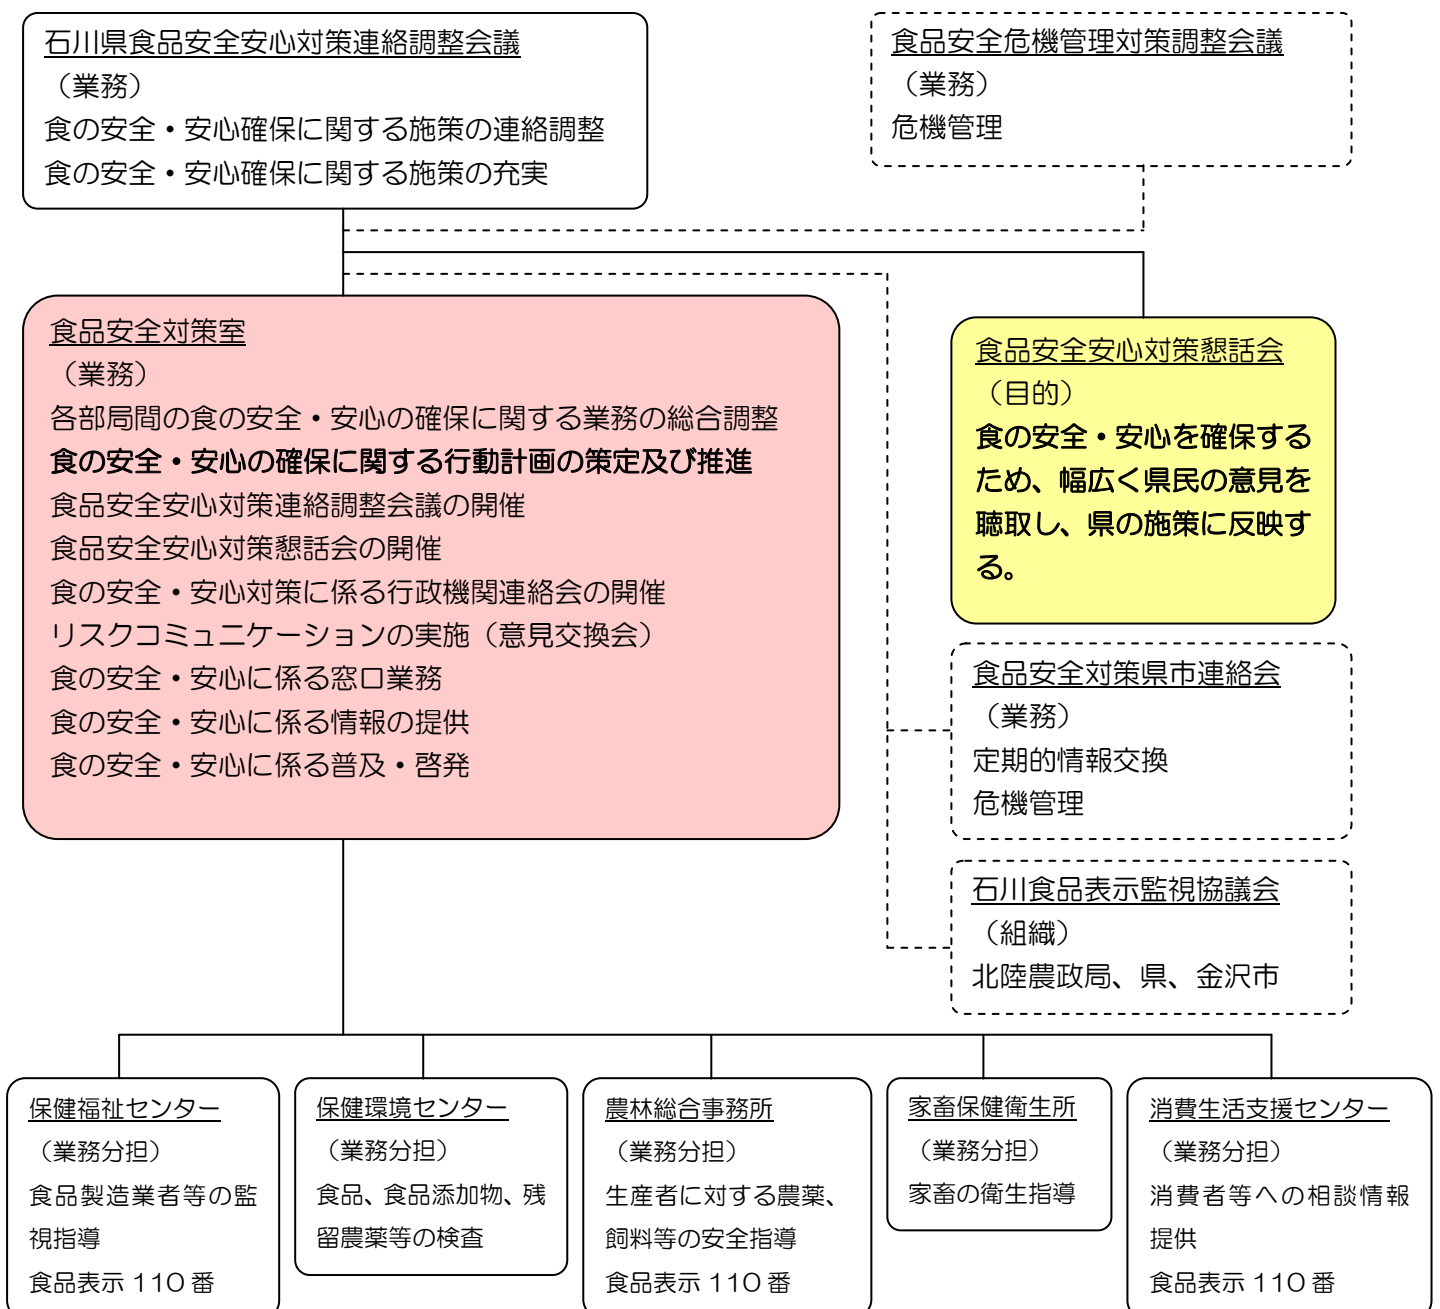 石川県食品安全安心対策連絡調整会議
（業務）
食の安全・安心確保に関する施策の連絡調整
食の安全・安心確保に関する施策の充実
食品安全危機管理対策調整会議
（業務）
危機管理
食品安全対策室
（業務）
各部局間の食の安全・安心の確保に関する業務の総合調整
食の安全・安心の確保に関する行動計画の策定及び推進
食品安全安心対策連絡調整会議の開催
食品安全安心対策懇話会の開催
食の安全・安心対策に係る行政機関連絡会の開催
リスクコミュニケーションの実施（意見交換会）
食の安全・安心に係る窓口業務
食の安全・安心に係る情報の提供
食の安全・安心に係る普及・啓発
食品安全安心対策懇話会
（目的）
食の安全・安心を確保する
ため、幅広く県民の意見を
聴取し、県の施策に反映す
る。
食品安全対策県市連絡会
（業務）
定期的情報交換
危機管理
石川食品表示監視協議会
（組織）
北陸農政局、県、金沢市
保健福祉センター
（業務分担）
食品製造業者等の監
視指導
食品表示 110 番
保健環境センター
（業務分担）
食品、食品添加物、残
留農薬等の検査
農林総合事務所
（業務分担）
生産者に対する農薬、
飼料等の安全指導
食品表示 110 番
家畜保健衛生所
（業務分担）
家畜の衛生指導
消費生活支援センター
（業務分担）
消費者等への相談情報
提供
食品表示 110 番